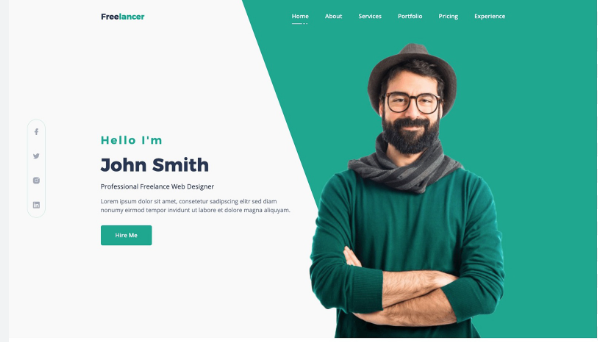 Freelancer
Home About Services Portfolio Pricing Experience
Hello I'm
John Smith
Professional Freelance Web Designer
Lorem ipsum dolor sit amet, consetetur sadipscing elitr sed diam
nonumy eirmod tempor invidunt ut labore et dolore magna aliquyam.
Hire Me